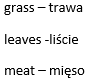 grass – trawa
leaves -liście
meat – mięso